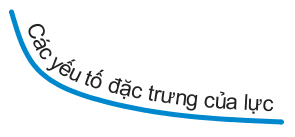 Các yếu tố đặc trưng của lực